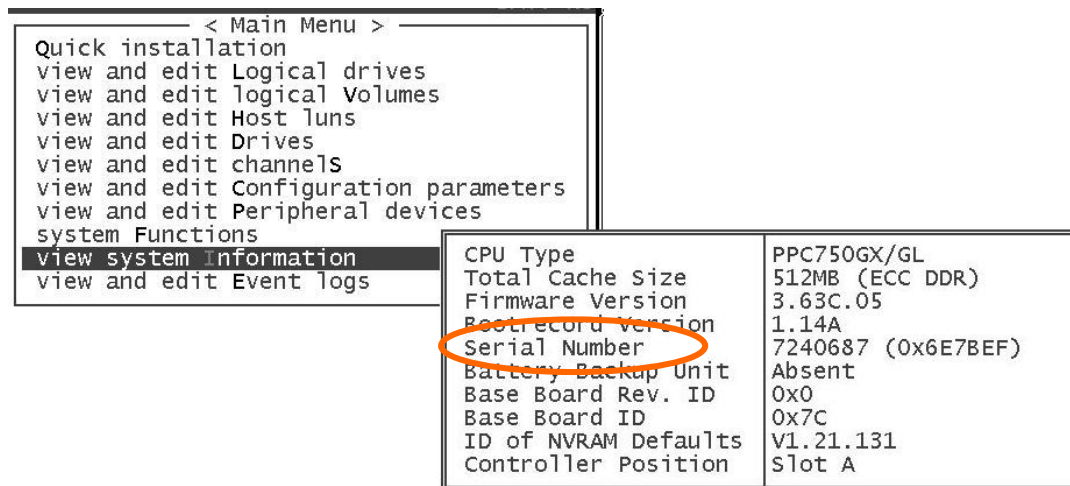 < Main Menu >
Quick installation
view and edit Logical drives
view and edit logical Volumes
view and edit Host luns
view and edit Drives
view and edit channelS
view and edit Configuration parameters
view and edit Peripheral devices
system Functions
view system Information
view and edit Event logs
CPU Type PPC750GX/GL
Total Cache Size 512MB (ECC DDR)
Firmware Version 3.63C.05
Bootrecord Version 1.14A
Serial Number 7240687 (0x6E7BEF)
Battery Backup Unit Absent
Base Board Rev. ID 0x0
Base Board ID 0x7C
ID of NVRAM Defaults V1.21.131
Controller Position Slot A